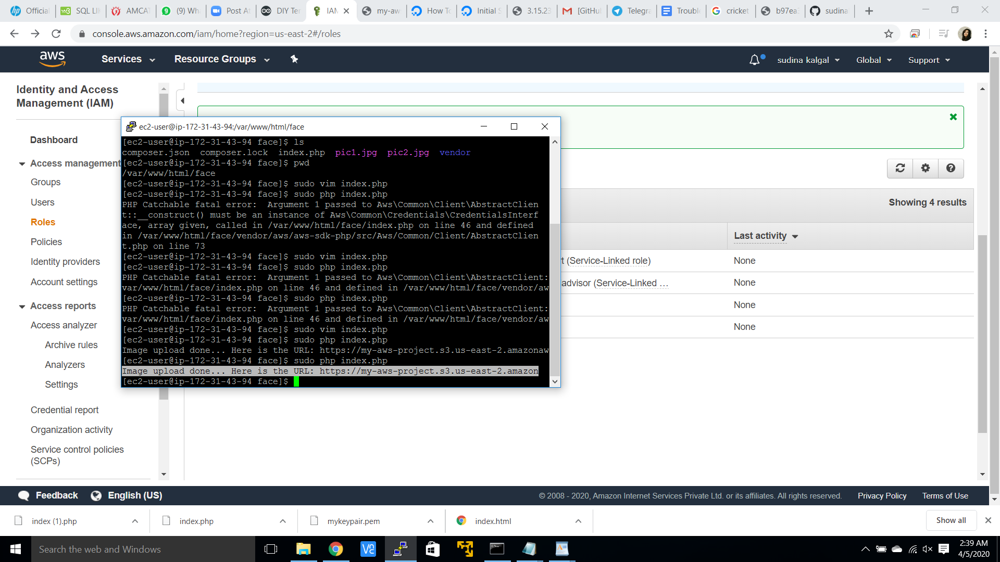 Official
SQL LI
AMCAT
(9) Wh
Post A
DIY Ter
IAM
my-aw
How To
Initial S
3.15.23
[GitHu
Telegra
Trouble
cricket
b97ea3
sudina
console.aws.amazon.com/iam/home?region=us-east-2#/roles
aws
Services
Resource Groups
sudina kalgal
Global
Support
Identity and Access
Management (IAM)
Dashboard
Access management
Groups
Users
Roles
Policies
Identity providers
Account settings
Access reports
Access analyzer
Archive rules
Analyzers
Settings
Credential report
Organization activity
Service control policies
(SCPs)
ec2-user@ip-172-31-43-94:/var/www/html/face
[ec2-user@ip-172-31-43-94 face]$ ls
composer.json  composer.lock  index.php  pic1.jpg  pic2.jpg  vendor
[ec2-user@ip-172-31-43-94 face]$ pwd
/var/www/html/face
[ec2-user@ip-172-31-43-94 face]$ sudo vim index.php
[ec2-user@ip-172-31-43-94 face]$ sudo php index.php
PHP Catchable fatal error:  Argument 1 passed to Aws\Common\Client\AbstractClien
t::__construct() must be an instance of Aws\Common\Credentials\CredentialsInterf
ace, array given, called in /var/www/html/face/index.php on line 46 and defined
in /var/www/html/face/vendor/aws/aws-sdk-php/src/Aws/Common/Client/AbstractClien
t.php on line 73
[ec2-user@ip-172-31-43-94 face]$ sudo vim index.php
[ec2-user@ip-172-31-43-94 face]$ sudo php index.php
PHP Catchable fatal error:  Argument 1 passed to Aws\Common\Client\AbstractClient:
var/www/html/face/index.php on line 46 and defined in /var/www/html/face/vendor/aw
[ec2-user@ip-172-31-43-94 face]$ sudo php index.php
PHP Catchable fatal error:  Argument 1 passed to Aws\Common\Client\AbstractClient:
var/www/html/face/index.php on line 46 and defined in /var/www/html/face/vendor/aw
[ec2-user@ip-172-31-43-94 face]$ sudo vim index.php
[ec2-user@ip-172-31-43-94 face]$ sudo php index.php
Image upload done... Here is the URL: https://my-aws-project.s3.us-east-2.amazonaw
[ec2-user@ip-172-31-43-94 face]$ sudo php index.php
Image upload done... Here is the URL: https://my-aws-project.s3.us-east-2.amazon
[ec2-user@ip-172-31-43-94 face]$
Showing 4 results
Last activity
t (Service-Linked role)
None
advisor (Service-Linked ...
None
None
None
Feedback
English (US)
© 2008 - 2020, Amazon Internet Services Private Ltd. or its affiliates. All rights reserved.
Privacy Policy
Terms of Use
index (1).php
index.php
mykeypair.pem
index.html
Show all
Search the web and Windows
2:39 AM
4/5/2020